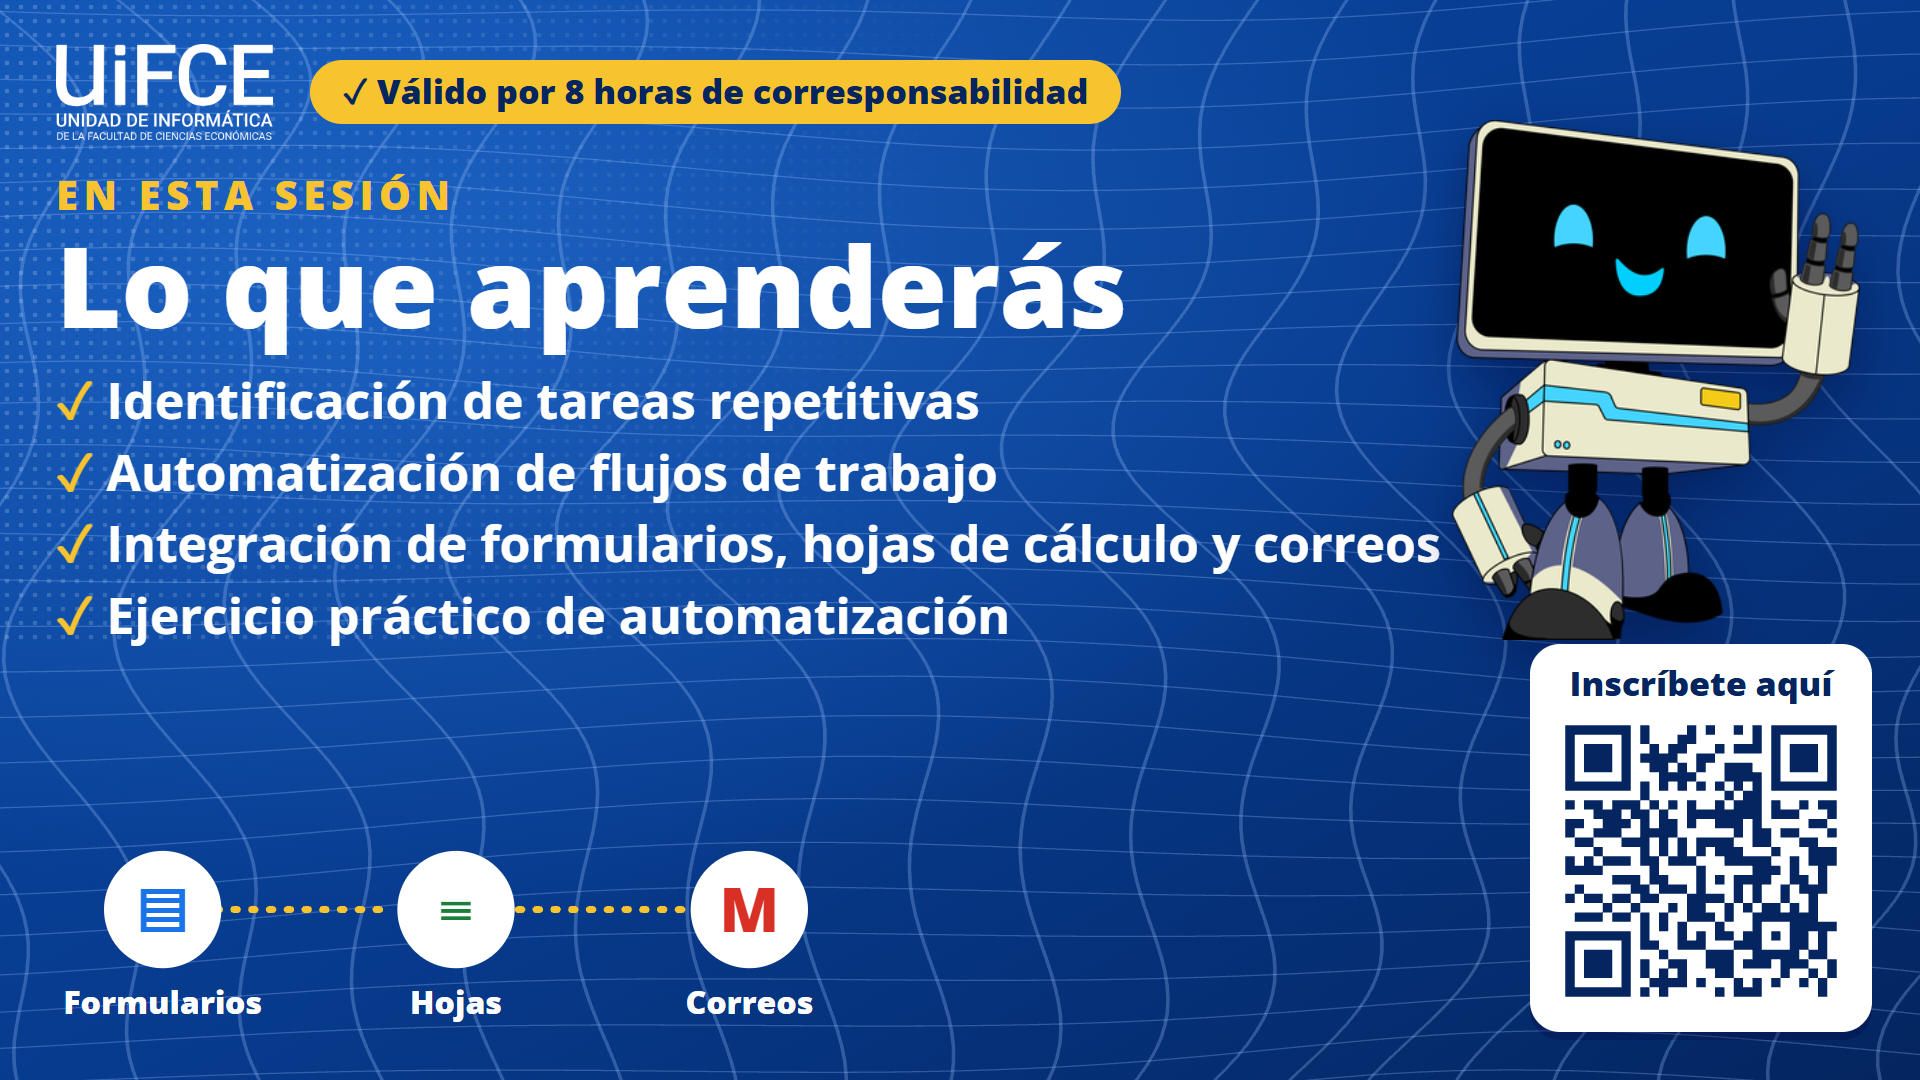 UiFCE
UNIDAD DE INFORMÁTICA
DE LA FACULTAD DE CIENCIAS ECONÓMICAS
✓ Válido por 8 horas de corresponsabilidad
EN ESTA SESIÓN
Lo que aprenderás
✓ Identificación de tareas repetitivas
✓ Automatización de flujos de trabajo
✓ Integración de formularios, hojas de cálculo y correos
✓ Ejercicio práctico de automatización
Inscríbete aquí
M
Formularios
Hojas
Correos